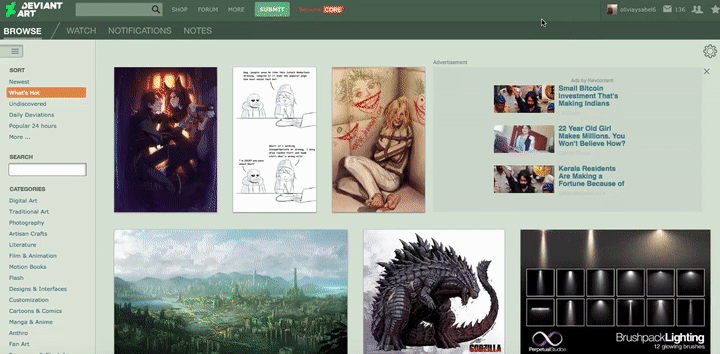 DEVIANT
ART
SHOP
FORUM
MORE
SUBMIT
CORE
136
BROWSE
WATCH
NOTIFICATIONS
NOTES
SORT
Newest
What's Hot
Undiscovered
Daily Deviations
Popular 24 hours
More ...
SEARCH
CATEGORIES
Digital Art
Traditional Art
Photography
Artisan Crafts
Literature
Film & Animation
Motion Books
Flash
Designs & Interfaces
Customization
Cartoons & Comics
Manga & Anime
Anthro
Fan Art
Advertisement
Ads by Revcontent
Small Bitcoin
Investment That's
Making Indians
22 Year Old Girl
Makes Millions. You
Won't Believe How?
Kerala Residents
Are Making a
Fortune Because of
GODZILLA
PerpetualStudios
BrushpackLighting
12 glowing brushes